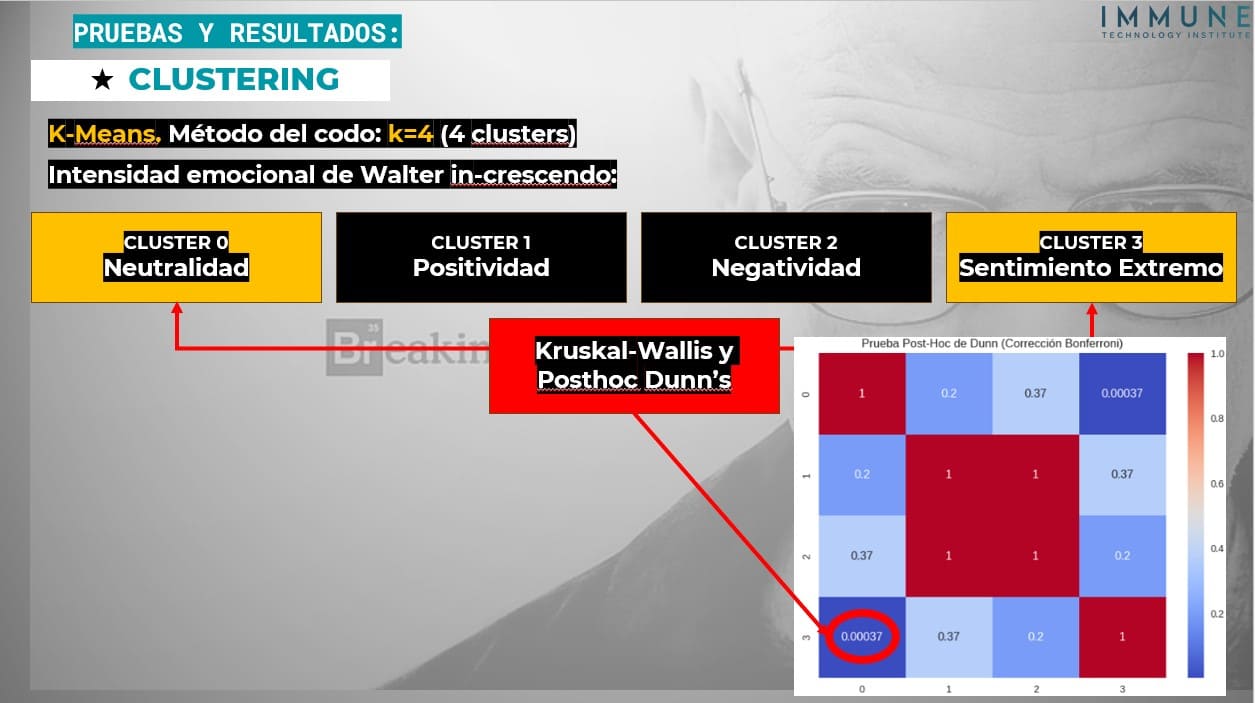 PRUEBAS Y RESULTADOS:
IMMUNE
TECHNOLOGY INSTITUTE
★ CLUSTERING
K-Means. Método del codo: k=4 (4 clusters)
Intensidad emocional de Walter in-crescendo:
CLUSTER 0
Neutralidad
CLUSTER 1
Positividad
CLUSTER 2
Negatividad
CLUSTER 3
Sentimiento Extremo
35
Breakin
Kruskal-Wallis y
Posthoc Dunn's
Prueba Post-Hoc de Dunn (Corrección Bonferroni)
0 1 0.2 0.37 0.00037
1 0.2 1 1 0.37
2 0.37 1 1 0.2
3 0.00037 0.37 0.2 1
0 1 2 3
1.0
0.8
0.6
0.4
0.2